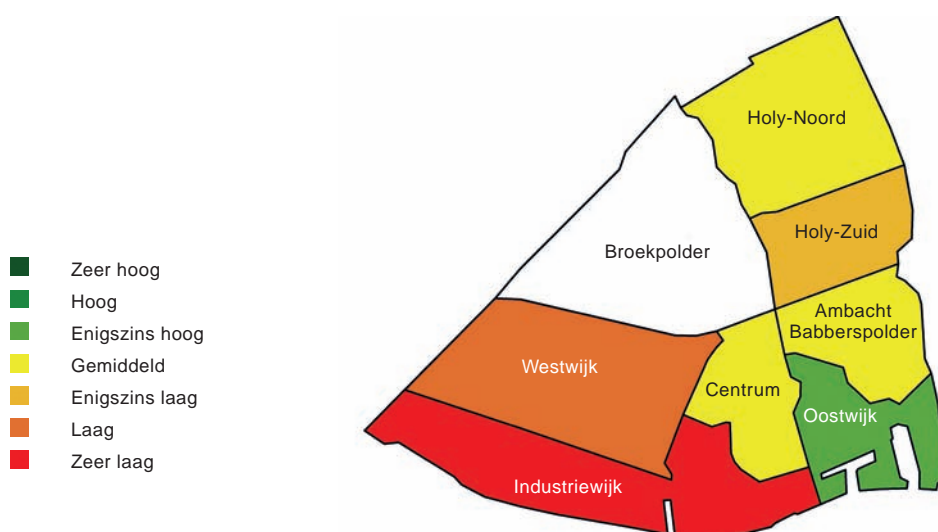 Zeer hoog
Hoog
Enigszins hoog
Gemiddeld
Enigszins laag
Laag
Zeer laag
Holy-Noord
Holy-Zuid
Broekpolder
Ambacht
Babberspolder
Westwijk
Centrum
Oostwijk
Industriewijk